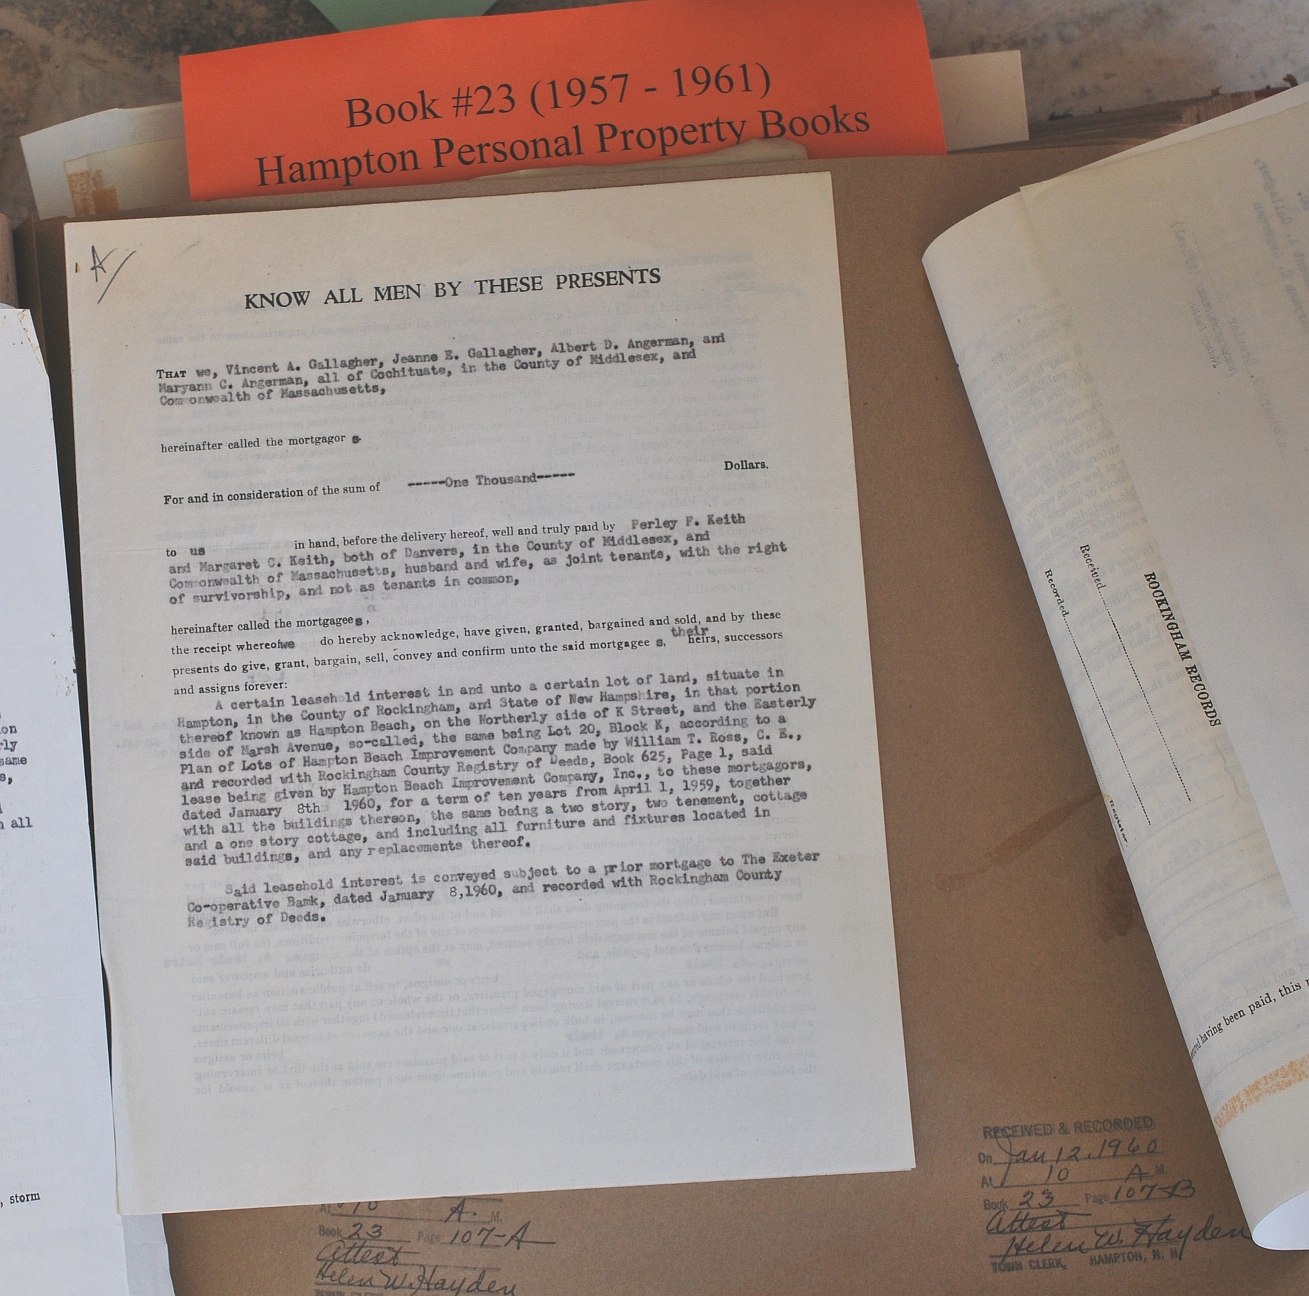 Book #23 (1957 - 1961)
Hampton Personal Property Books
A/
KNOW ALL MEN BY THESE PRESENTS
THAT we, Vincent A. Gallagher, Jeanne E. Gallagher, Albert D. Angerman, and
Maryann C. Angerman, all of Cochituate, in the County of Middlesex, and
Commonwealth of Massachusetts,
hereinafter called the mortgagor s.
For and in consideration of the sum of -----One Thousand----- Dollars,
to us in hand, before the delivery hereof, well and truly paid by Perley F. Keith
and Margaret C. Keith, both of Danvers, in the County of Middlesex, and
Commonwealth of Massachusetts, husband and wife, as joint tenants, with the right
of survivorship, and not as tenants in common,
hereinafter called the mortgagees,
the receipt whereof we do hereby acknowledge, have given, granted, bargained and sold, and by these
presents do give, grant, bargain, sell, convey and confirm unto the said mortgagee s, their heirs, successors
and assigns forever:
A certain leasehold interest in and unto a certain lot of land, situate in
Hampton, in the County of Rockingham, and State of New Hampshire, in that portion
thereof known as Hampton Beach, on the Northerly side of K Street, and the Easterly
side of Marsh Avenue, so-called, the same being Lot 20, Block K, according to a
Plan of Lots of Hampton Beach Improvement Company made by William T. Ross, C. E.,
and recorded with Rockingham County Registry of Deeds, Book 625, Page 1, said
lease being given by Hampton Beach Improvement Company, Inc., to these mortgagors,
dated January 8th 1960, for a term of ten years from April 1, 1959, together
with all the buildings thereon, the same being a two story, two tenement, cottage
and a one story cottage, and including all furniture and fixtures located in
said buildings, and any replacements thereof.
Said leasehold interest is conveyed subject to a prior mortgage to The Exeter
Co-operative Bank, dated January 8,1960, and recorded with Rockingham County
Registry of Deeds.
on
rly
same
s,
all
, storm
At 10 A. M.
Book 23 Page 107-A
Attest
Helen W. Hayden
RECEIVED & RECORDED
On Jan 12, 1960
At 10 A M.
Book 23 Page 107-B
Attest
Helen W. Hayden
TOWN CLERK, HAMPTON, N. H.
ROCKINGHAM RECORDS
Received
Recorded
Register.
having been paid, this